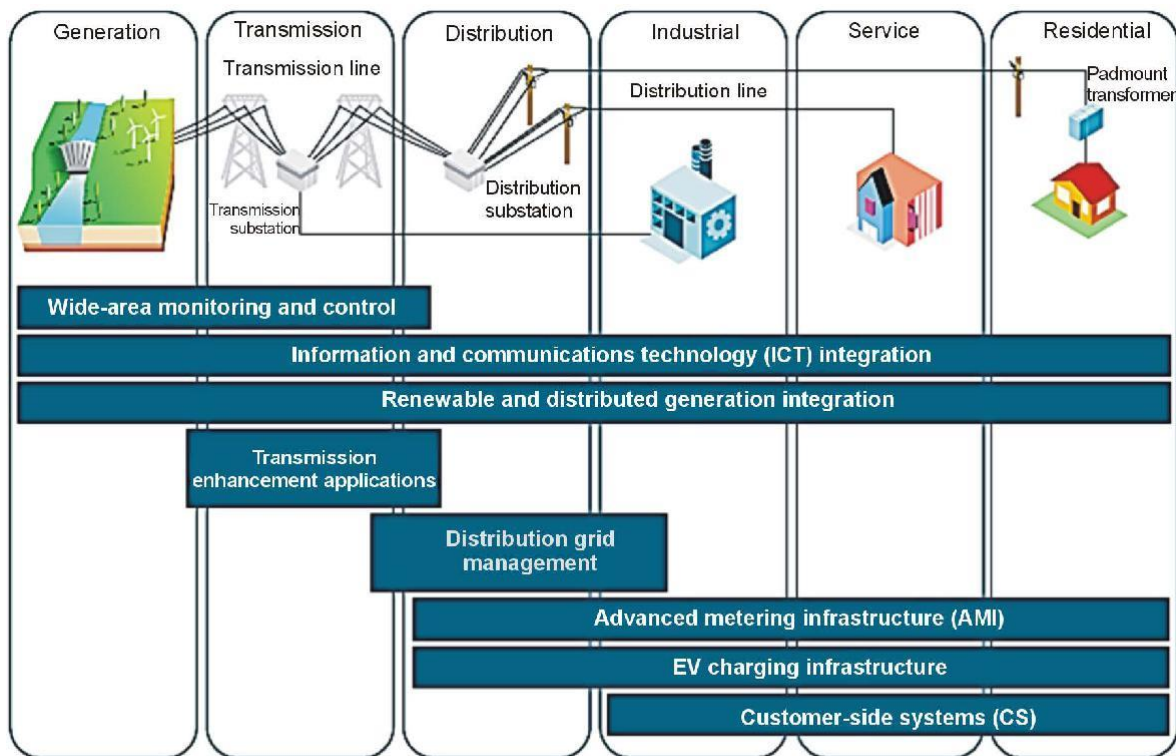 Generation
Transmission
Distribution
Industrial
Service
Residential
Transmission line
Padmount
transformer
Distribution line
Distribution
substation
Transmission
substation
Wide-area monitoring and control
Information and communications technology (ICT) integration
Renewable and distributed generation integration
Transmission
enhancement applications
Distribution grid
management
Advanced metering infrastructure (AMI)
EV charging infrastructure
Customer-side systems (CS)